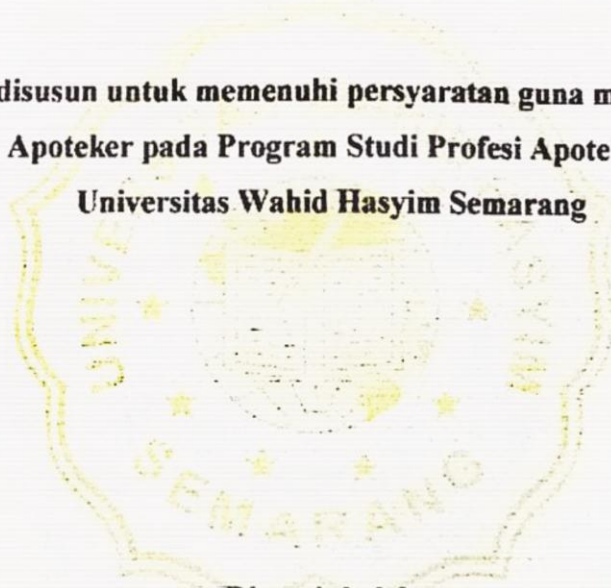 disusun untuk memenuhi persyaratan guna m
Apoteker pada Program Studi Profesi Apote
Universitas Wahid Hasyim Semarang
SEMARANG